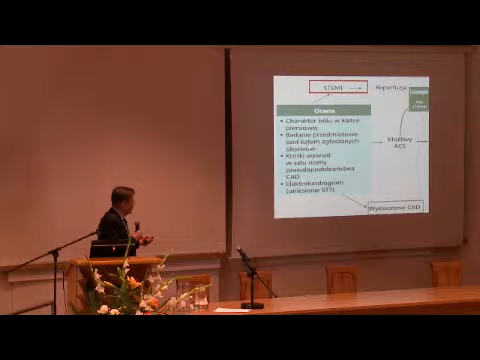 STEMI
Reperfuzja
Ocena
• Charakter bólu w klatce
piersiowej
• Badanie przedmiotowe
pod kątem zgłaszanych
objawów
• Krótki wywiad
w celu oceny
prawdopodobieństwa
CAD
• Elektrokardiogram
(uniesienie ST?)
Możliwy
ACS
Wykluczenie CAD